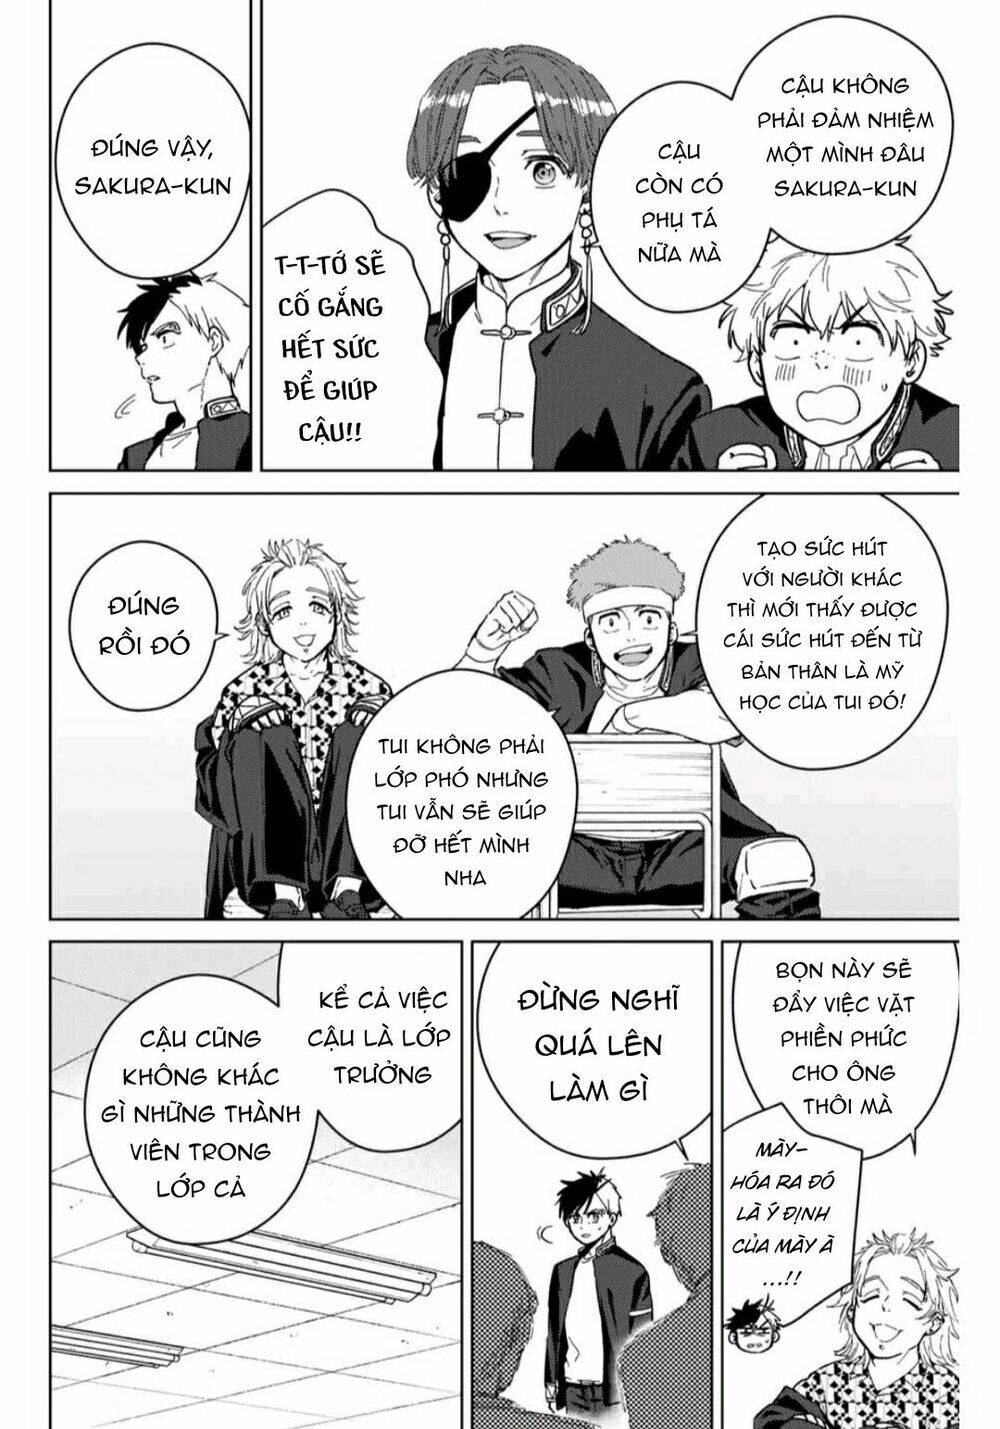 CẬU KHÔNG
PHẢI ĐẢM NHIỆM
MỘT MÌNH ĐÂU
SAKURA-KUN
CẬU
CÒN CÓ
PHỤ TÁ
NỮA MÀ
T-T-TỚ SẼ
CỐ GẮNG
HẾT SỨC
ĐỂ GIÚP
CẬU!!
ĐÚNG VẬY,
SAKURA-KUN
TẠO SỨC HÚT
VỚI NGƯỜI KHÁC
THÌ MỚI THẤY ĐƯỢC
CÁI SỨC HÚT ĐẾN TỪ
BẢN THÂN LÀ MỸ
HỌC CỦA TUI ĐÓ!
TUI KHÔNG PHẢI
LỚP PHÓ NHƯNG
TUI VẪN SẼ GIÚP
ĐỠ HẾT MÌNH
NHA
ĐÚNG
RỒI ĐÓ
BỌN NÀY SẼ
ĐẨY VIỆC VẶT
PHIỀN PHỨC
CHO ÔNG
THÔI MÀ
MÀY-
HÓA RA ĐÓ
LÀ Ý ĐỊNH
CỦA MÀY À
...!!
ĐỪNG NGHĨ
QUÁ LÊN
LÀM GÌ
KỂ CẢ VIỆC
CẬU LÀ LỚP
TRƯỞNG
CẬU CŨNG
KHÔNG KHÁC
GÌ NHỮNG THÀNH
VIÊN TRONG
LỚP CẢ